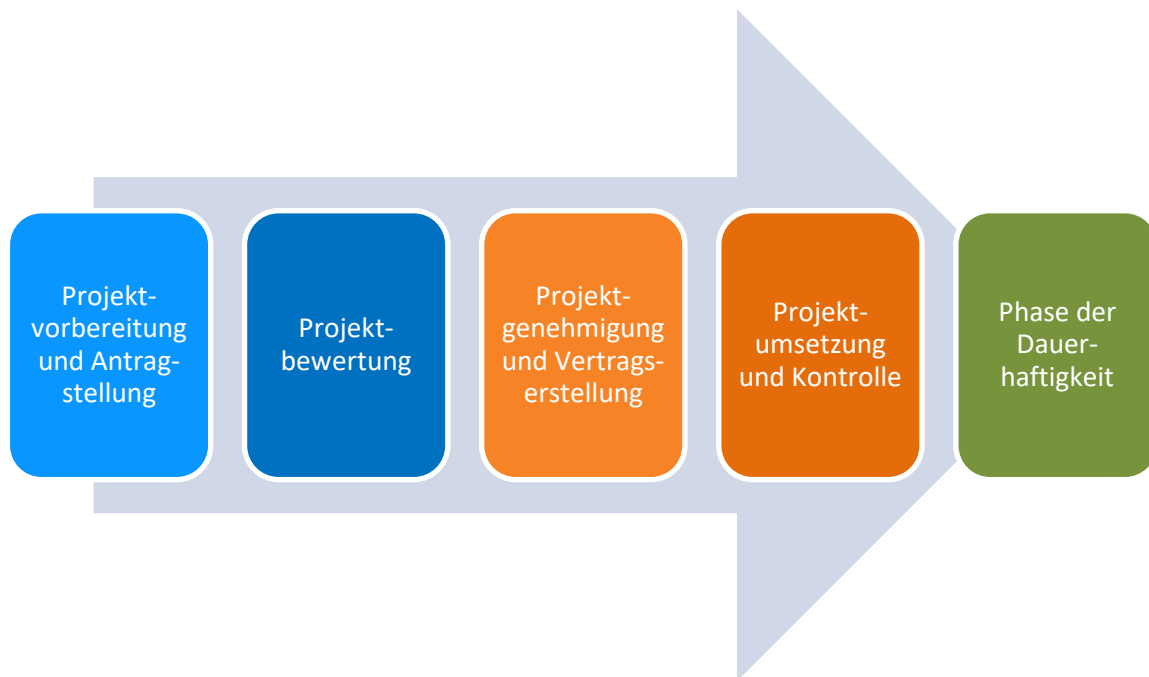 Projekt-
vorbereitung
und Antrag-
stellung
Projekt-
bewertung
Projekt-
genehmigung
und Vertrags-
erstellung
Projekt-
umsetzung
und Kontrolle
Phase der
Dauer-
haftigkeit